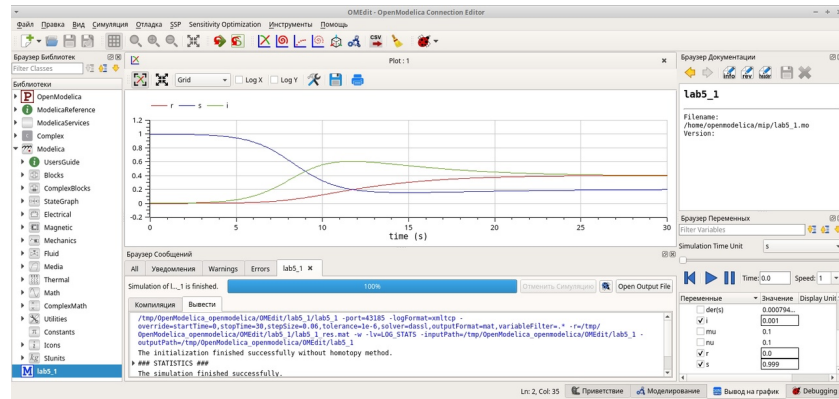 OMEdit - OpenModelica Connection Editor
Файл Правка Вид Симуляция Отладка SSP Sensitivity Optimization Инструменты Помощь
Браузер Библиотек
Filter Classes
Библиотеки
OpenModelica
ModelicaReference
ModelicaServices
Complex
Modelica
UsersGuide
Blocks
ComplexBlocks
StateGraph
Electrical
Magnetic
Mechanics
Fluid
Media
Thermal
Math
ComplexMath
Utilities
Constants
Icons
SIunits
lab5_1
Plot : 1
Grid
Log X Log Y
r s i
1.2
1
0.8
0.6
0.4
0.2
0
-0.2
0 5 10 15 20 25 30
time (s)
Браузер Сообщений
All Уведомления Warnings Errors lab5_1
Simulation of l..._1 is finished. 100% Отменить Симуляцию Open Output File
Компиляция Вывести
/tmp/OpenModelica_openmodelica/OMEdit/lab5_1/lab5_1 -port=43185 -logFormat=xmltcp -
override=startTime=0,stopTime=30,stepSize=0.06,tolerance=1e-6,solver=dassl,outputFormat=mat,variableFilter=.* -r=/tmp/
OpenModelica_openmodelica/OMEdit/lab5_1/lab5_1_res.mat -w -lv=LOG_STATS -inputPath=/tmp/OpenModelica_openmodelica/OMEdit/lab5_1 -
outputPath=/tmp/OpenModelica_openmodelica/OMEdit/lab5_1
The initialization finished successfully without homotopy method.
### STATISTICS ###
The simulation finished successfully.
Браузер Документации
lab5_1
Filename:
/home/openmodelica/mip/lab5_1.mo
Version:
Браузер Переменных
Filter Variables
Simulation Time Unit s
Time: 0.0 Speed: 1
Переменные Значение Display Unit
der(s) 0.000794...
i 0.001
mu 0.1
nu 0.1
r 0.0
s 0.999
Ln: 2, Col: 35 Приветствие Моделирование Вывод на график Debugging